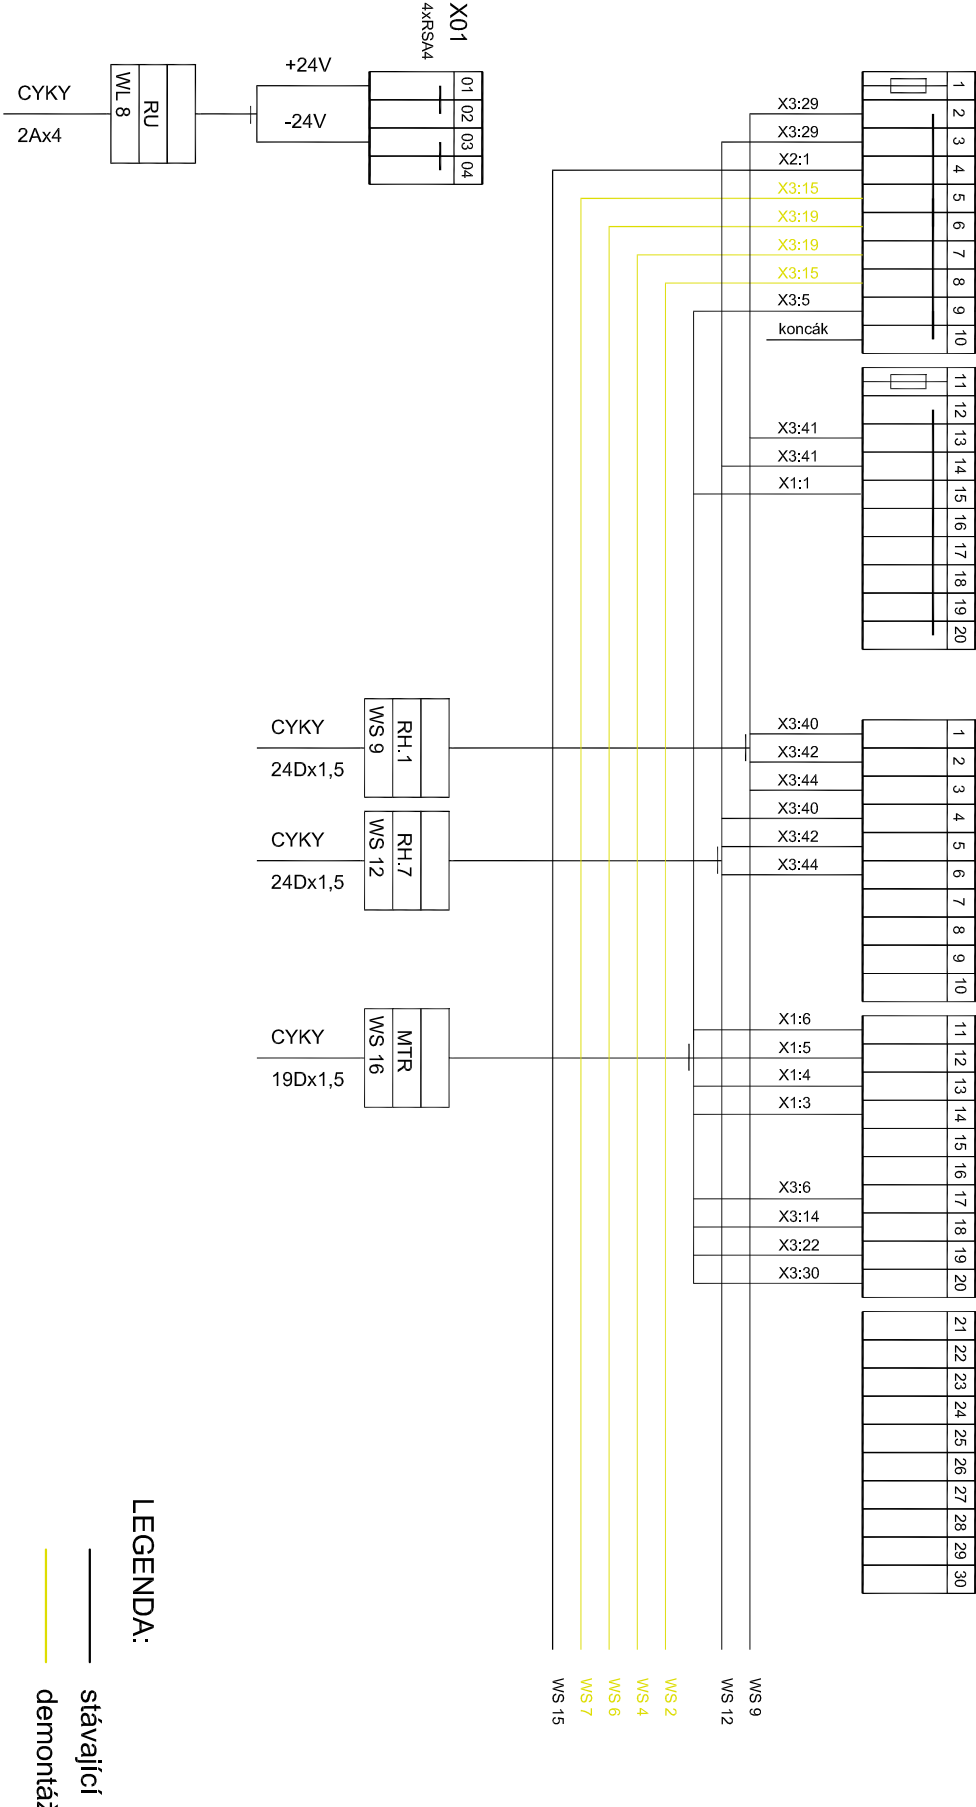 X01
4xRSA4
01
02
03
04
+24V
-24V
RU
WL 8
CYKY
2Ax4
1
2
3
4
5
6
7
8
9
10
X3:29
X3:29
X2:1
X3:15
X3:19
X3:19
X3:15
X3:5
koncák
11
12
13
14
15
16
17
18
19
20
X3:41
X3:41
X1:1
1
2
3
4
5
6
7
8
9
10
X3:40
X3:42
X3:44
X3:40
X3:42
X3:44
RH.1
WS 9
CYKY
24Dx1,5
RH.7
WS 12
CYKY
24Dx1,5
11
12
13
14
15
16
17
18
19
20
X1:6
X1:5
X1:4
X1:3
X3:6
X3:14
X3:22
X3:30
MTR
WS 16
CYKY
19Dx1,5
21
22
23
24
25
26
27
28
29
30
WS 9
WS 12
WS 2
WS 4
WS 6
WS 7
WS 15
LEGENDA:
stávající
demontáž